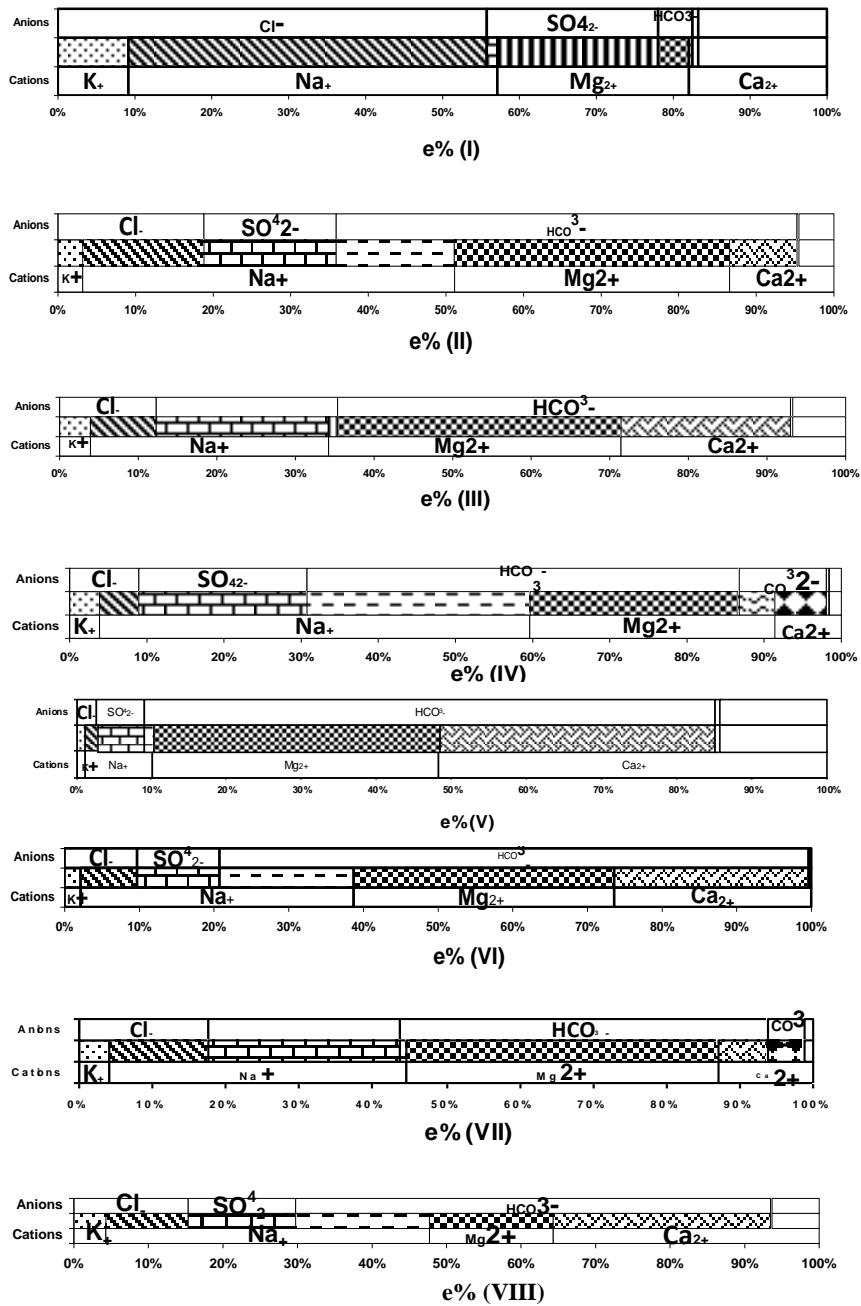 Anions Cl- SO42- HCO3-
Cations K+ Na+ Mg2+ Ca2+
0% 10% 20% 30% 40% 50% 60% 70% 80% 90% 100%
e% (I)
Anions Cl- SO42- HCO3-
Cations K+ Na+ Mg2+ Ca2+
0% 10% 20% 30% 40% 50% 60% 70% 80% 90% 100%
e% (II)
Anions Cl- HCO3-
Cations K+ Na+ Mg2+ Ca2+
0% 10% 20% 30% 40% 50% 60% 70% 80% 90% 100%
e% (III)
Anions Cl- SO42- HCO-3 CO32-
Cations K+ Na+ Mg2+ Ca2+
0% 10% 20% 30% 40% 50% 60% 70% 80% 90% 100%
e% (IV)
Anions Cl- SO42- HCO3-
Cations K+ Na+ Mg2+ Ca2+
0% 10% 20% 30% 40% 50% 60% 70% 80% 90% 100%
e%(V)
Anions Cl- SO42- HCO3-
Cations K+ Na+ Mg2+ Ca2+
0% 10% 20% 30% 40% 50% 60% 70% 80% 90% 100%
e% (VI)
Anions Cl- HCO3- CO3
Cations K+ Na+ Mg2+ Ca2+
0% 10% 20% 30% 40% 50% 60% 70% 80% 90% 100%
e% (VII)
Anions Cl- SO42- HCO3-
Cations K+ Na+ Mg2+ Ca2+
0% 10% 20% 30% 40% 50% 60% 70% 80% 90% 100%
e% (VIII)